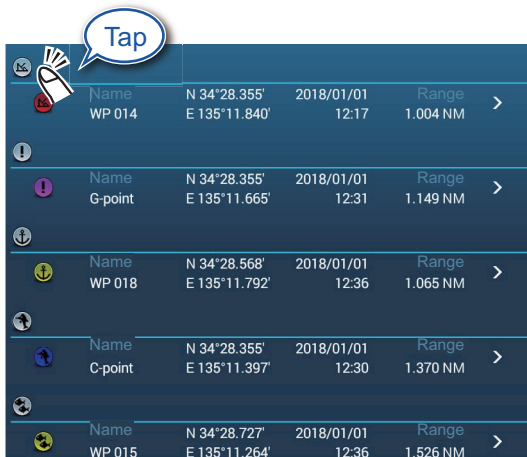 Tap
Name N 34°28.355' 2018/01/01 Range
WP 014 E 135°11.840' 12:17 1.004 NM
Name N 34°28.355' 2018/01/01 Range
G-point E 135°11.665' 12:31 1.149 NM
Name N 34°28.568' 2018/01/01 Range
WP 018 E 135°11.792' 12:36 1.065 NM
Name N 34°28.355' 2018/01/01 Range
C-point E 135°11.397' 12:30 1.370 NM
Name N 34°28.727' 2018/01/01 Range
WP 015 E 135°11.264' 12:36 1.526 NM